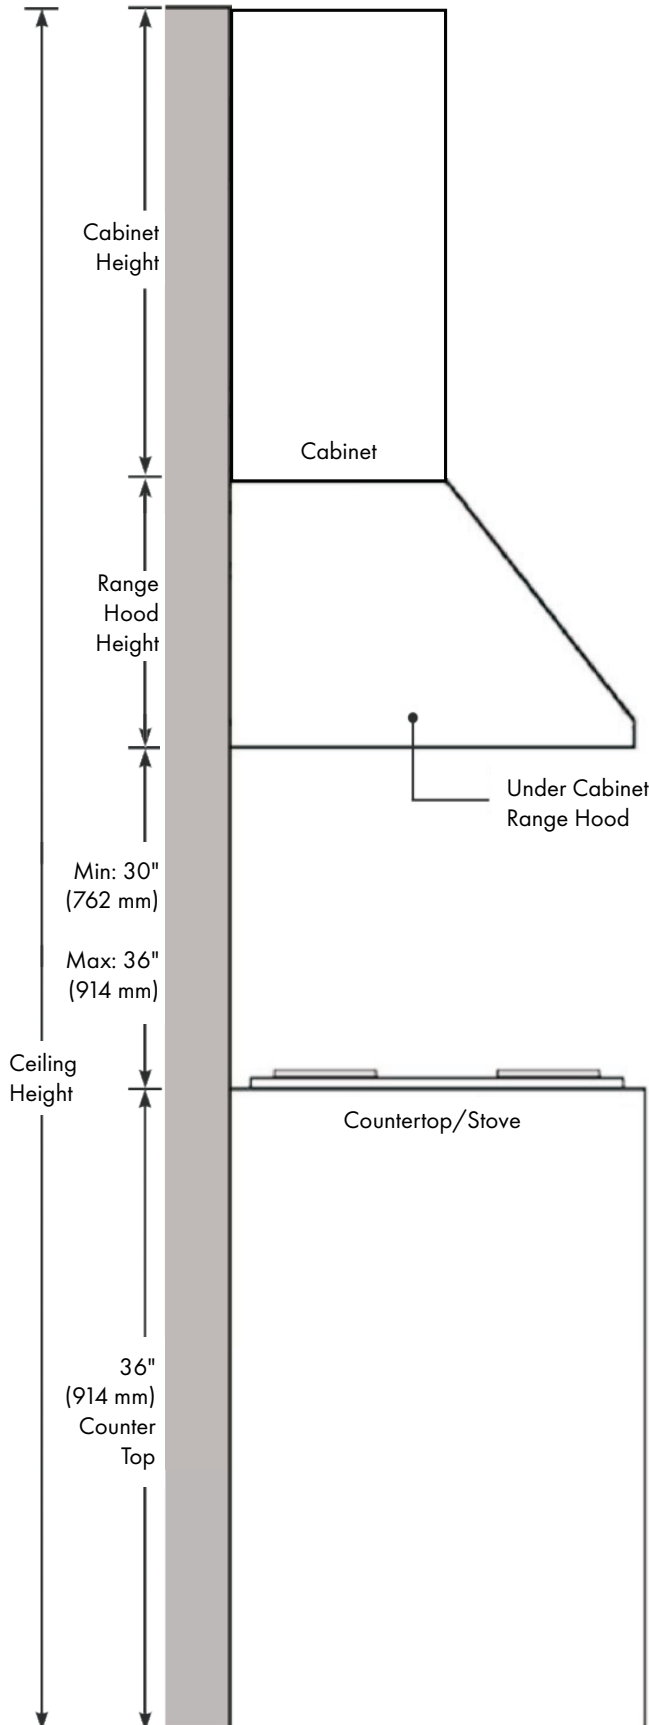 Cabinet
Height
Cabinet
Range
Hood
Height
Under Cabinet
Range Hood
Min: 30"
(762 mm)
Max: 36"
(914 mm)
Ceiling
Height
Countertop/Stove
36"
(914 mm)
Counter
Top